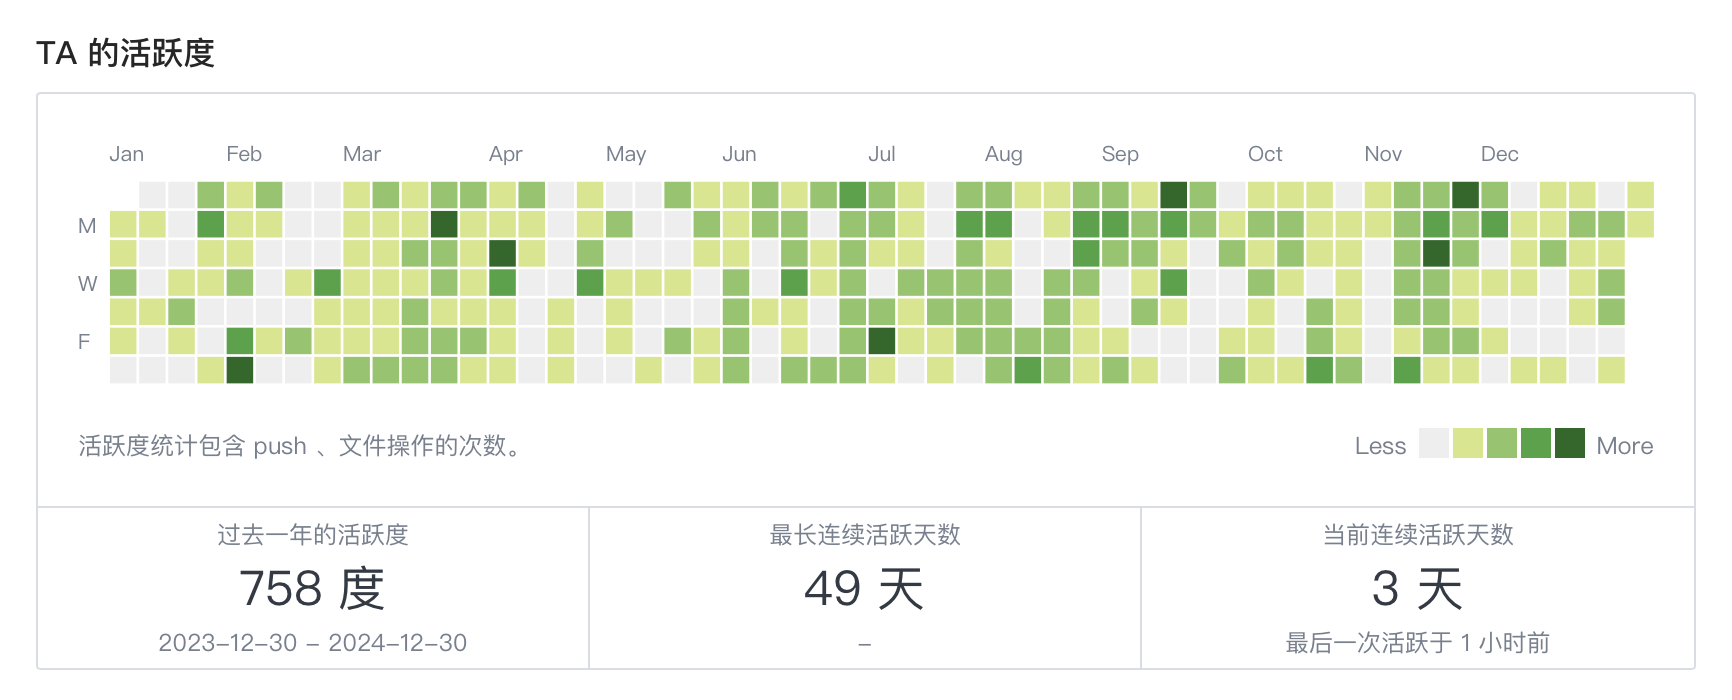 TA 的活跃度
Jan Feb Mar Apr May Jun Jul Aug Sep Oct Nov Dec
M
W
F
活跃度统计包含 push 、文件操作的次数。
Less More
过去一年的活跃度
758 度
2023-12-30 - 2024-12-30
最长连续活跃天数
49 天
-
当前连续活跃天数
3 天
最后一次活跃于 1 小时前